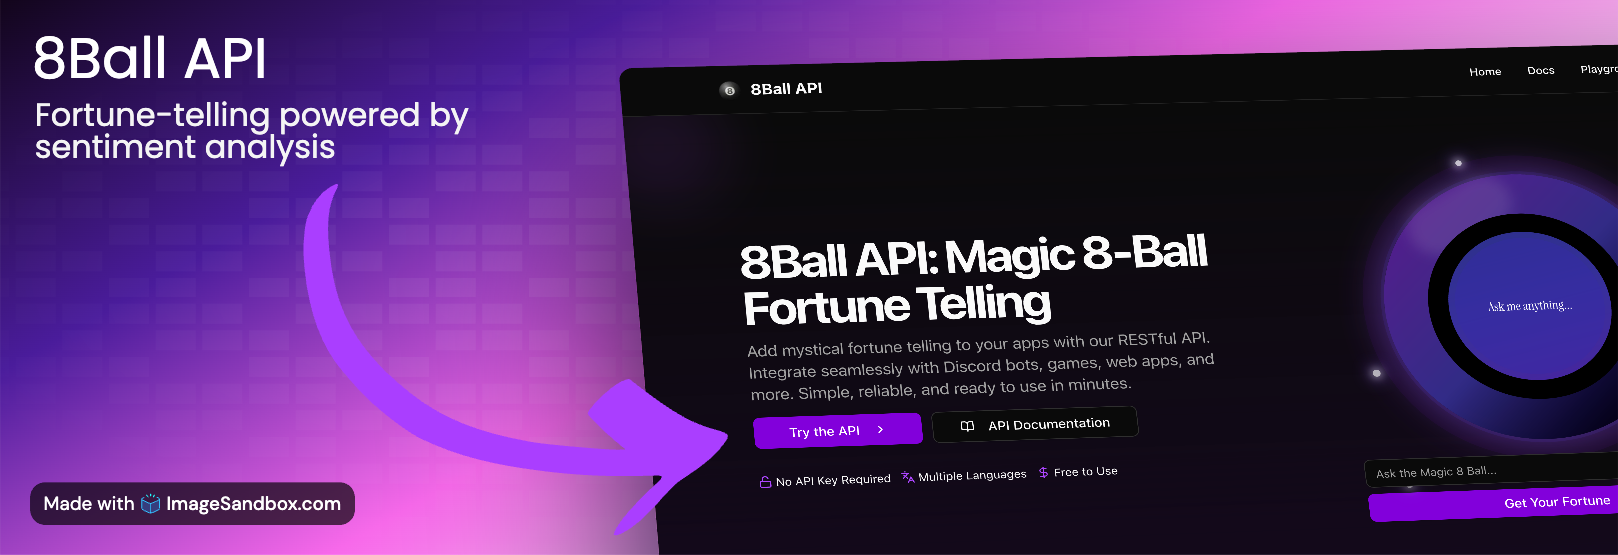 8Ball API
Fortune-telling powered by
sentiment analysis
Made with ImageSandbox.com
8Ball API
Home
Docs
8Ball API: Magic 8-Ball
Fortune Telling
Add mystical fortune telling to your apps with our RESTful API.
Integrate seamlessly with Discord bots, games, web apps, and
more. Simple, reliable, and ready to use in minutes.
Try the API
API Documentation
No API Key Required
Multiple Languages
Free to Use
Ask me anything...
Ask the Magic 8 Ball...
Get Your Fortune